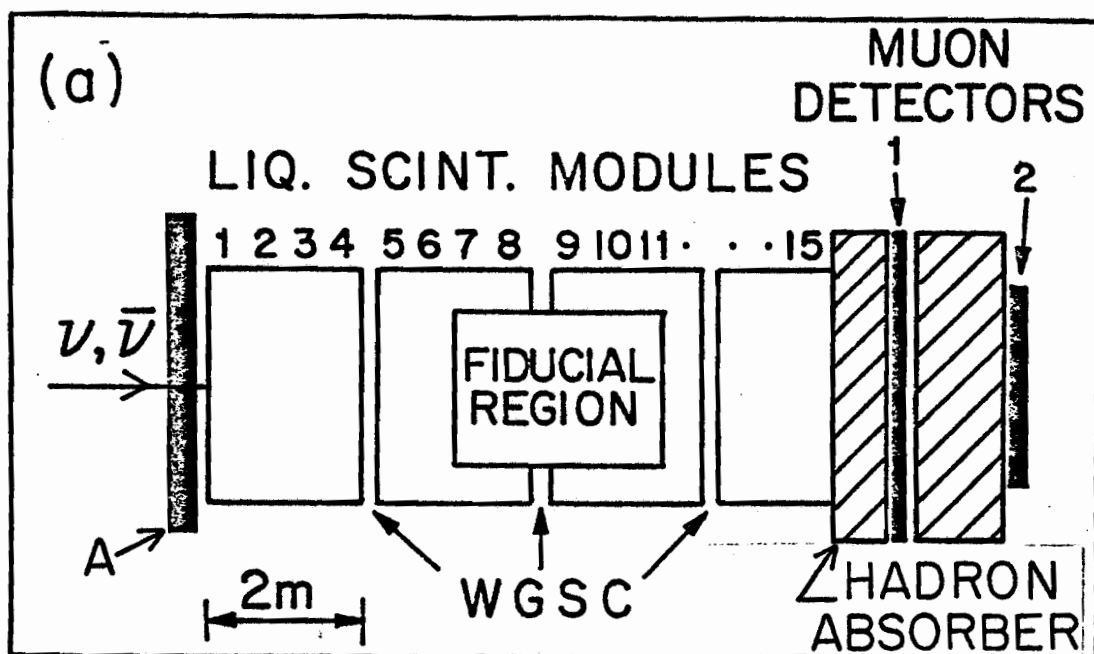 (a)
MUON
DETECTORS
1
2
LIQ. SCINT. MODULES
1 2 3 4 5 6 7 8 9 10 11 · · · 15
ν, ν̄
FIDUCIAL
REGION
A
2m
WGSC
HADRON
ABSORBER